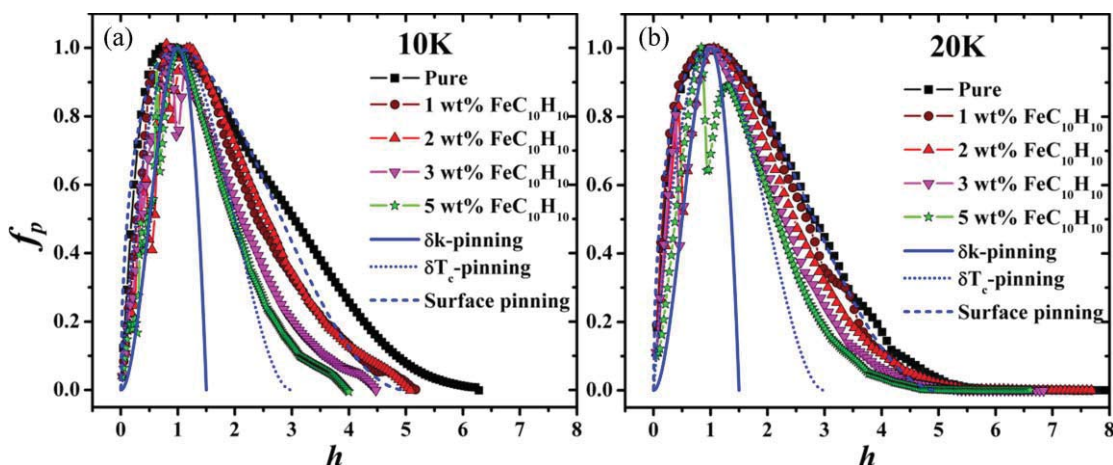 (a)
10K
Pure
1 wt% FeC₁₀H₁₀
2 wt% FeC₁₀H₁₀
3 wt% FeC₁₀H₁₀
5 wt% FeC₁₀H₁₀
δk-pinning
δT_c-pinning
Surface pinning
f_p
1.0
0.8
0.6
0.4
0.2
0.0
0 1 2 3 4 5 6 7 8
h
(b)
20K
Pure
1 wt% FeC₁₀H₁₀
2 wt% FeC₁₀H₁₀
3 wt% FeC₁₀H₁₀
5 wt% FeC₁₀H₁₀
δk-pinning
δT_c-pinning
Surface pinning
1.0
0.8
0.6
0.4
0.2
0.0
0 1 2 3 4 5 6 7 8
h